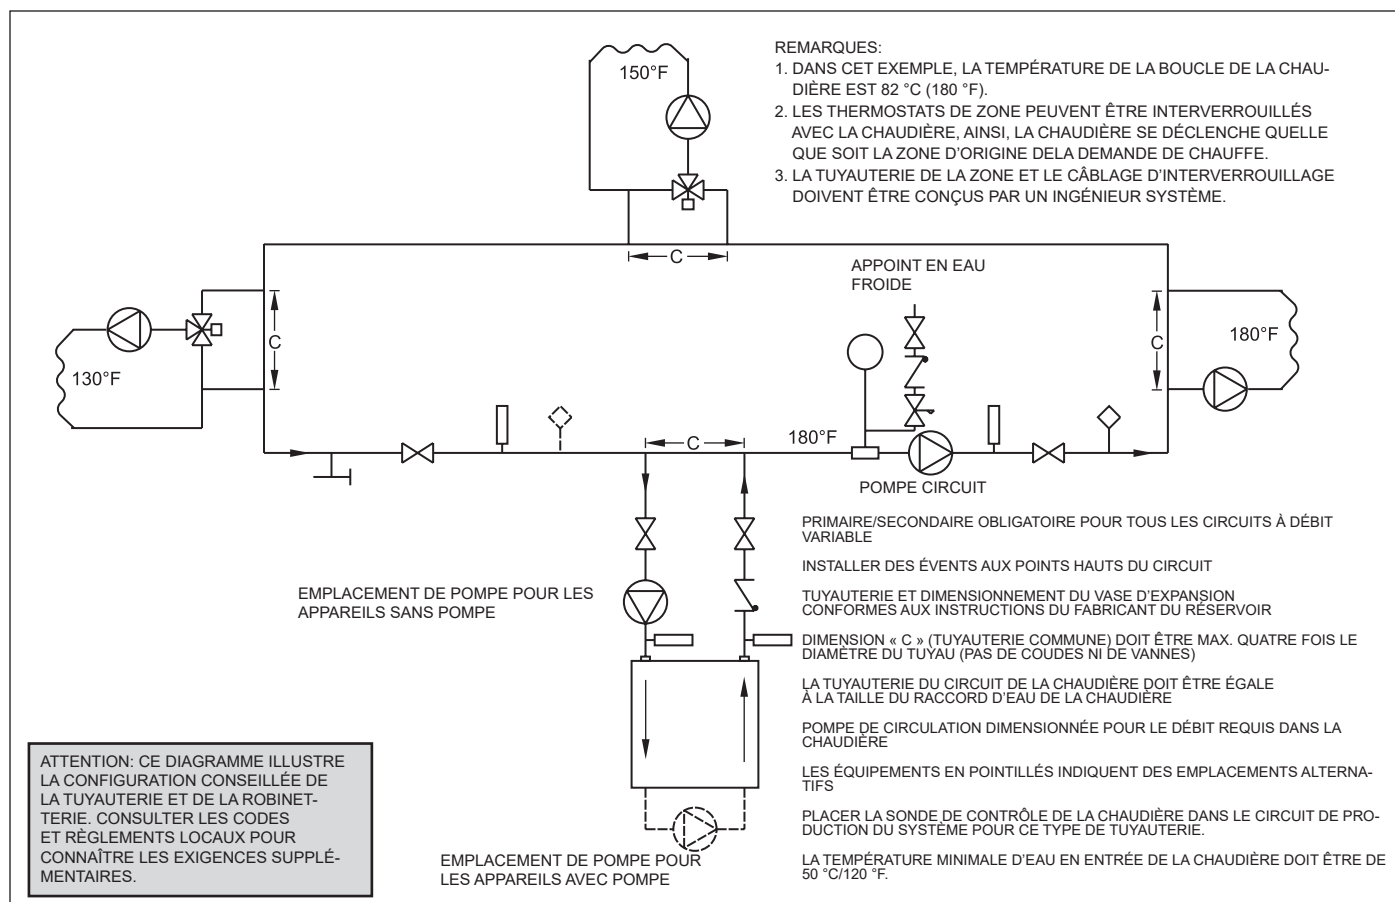 REMARQUES:
1. DANS CET EXEMPLE, LA TEMPÉRATURE DE LA BOUCLE DE LA CHAU-
DIÈRE EST 82 °C (180 °F).
2. LES THERMOSTATS DE ZONE PEUVENT ÊTRE INTERVERROUILLÉS
AVEC LA CHAUDIÈRE, AINSI, LA CHAUDIÈRE SE DÉCLENCHE QUELLE
QUE SOIT LA ZONE D'ORIGINE DELA DEMANDE DE CHAUFFE.
3. LA TUYAUTERIE DE LA ZONE ET LE CÂBLAGE D'INTERVERROUILLAGE
DOIVENT ÊTRE CONÇUS PAR UN INGÉNIEUR SYSTÈME.
150°F
C
APPOINT EN EAU
FROIDE
130°F
C
C
180°F
C
180°F
POMPE CIRCUIT
EMPLACEMENT DE POMPE POUR LES
APPAREILS SANS POMPE
PRIMAIRE/SECONDAIRE OBLIGATOIRE POUR TOUS LES CIRCUITS À DÉBIT
VARIABLE
INSTALLER DES ÉVENTS AUX POINTS HAUTS DU CIRCUIT
TUYAUTERIE ET DIMENSIONNEMENT DU VASE D'EXPANSION
CONFORMES AUX INSTRUCTIONS DU FABRICANT DU RÉSERVOIR
DIMENSION « C » (TUYAUTERIE COMMUNE) DOIT ÊTRE MAX. QUATRE FOIS LE
DIAMÈTRE DU TUYAU (PAS DE COUDES NI DE VANNES)
LA TUYAUTERIE DU CIRCUIT DE LA CHAUDIÈRE DOIT ÊTRE ÉGALE
À LA TAILLE DU RACCORD D'EAU DE LA CHAUDIÈRE
POMPE DE CIRCULATION DIMENSIONNÉE POUR LE DÉBIT REQUIS DANS LA
CHAUDIÈRE
LES ÉQUIPEMENTS EN POINTILLÉS INDIQUENT DES EMPLACEMENTS ALTERNA-
TIFS
PLACER LA SONDE DE CONTRÔLE DE LA CHAUDIÈRE DANS LE CIRCUIT DE PRO-
DUCTION DU SYSTÈME POUR CE TYPE DE TUYAUTERIE.
LA TEMPÉRATURE MINIMALE D'EAU EN ENTRÉE DE LA CHAUDIÈRE DOIT ÊTRE DE
50 °C/120 °F.
ATTENTION: CE DIAGRAMME ILLUSTRE
LA CONFIGURATION CONSEILLÉE DE
LA TUYAUTERIE ET DE LA ROBINET-
TERIE. CONSULTER LES CODES
ET RÈGLEMENTS LOCAUX POUR
CONNAÎTRE LES EXIGENCES SUPPLÉ-
MENTAIRES.
EMPLACEMENT DE POMPE POUR
LES APPAREILS AVEC POMPE